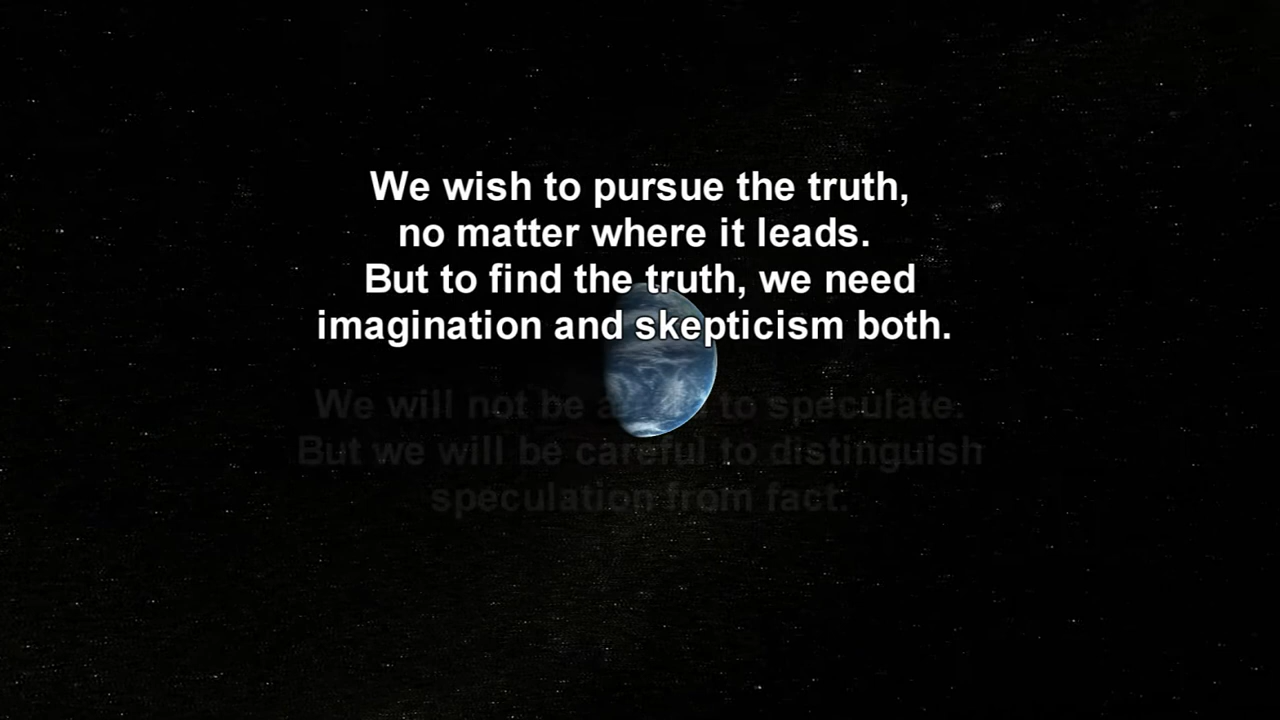 We wish to pursue the truth,
no matter where it leads.
But to find the truth, we need
imagination and skepticism both.
We will not be to speculate.
But we will be careful to distinguish
speculation from fact.